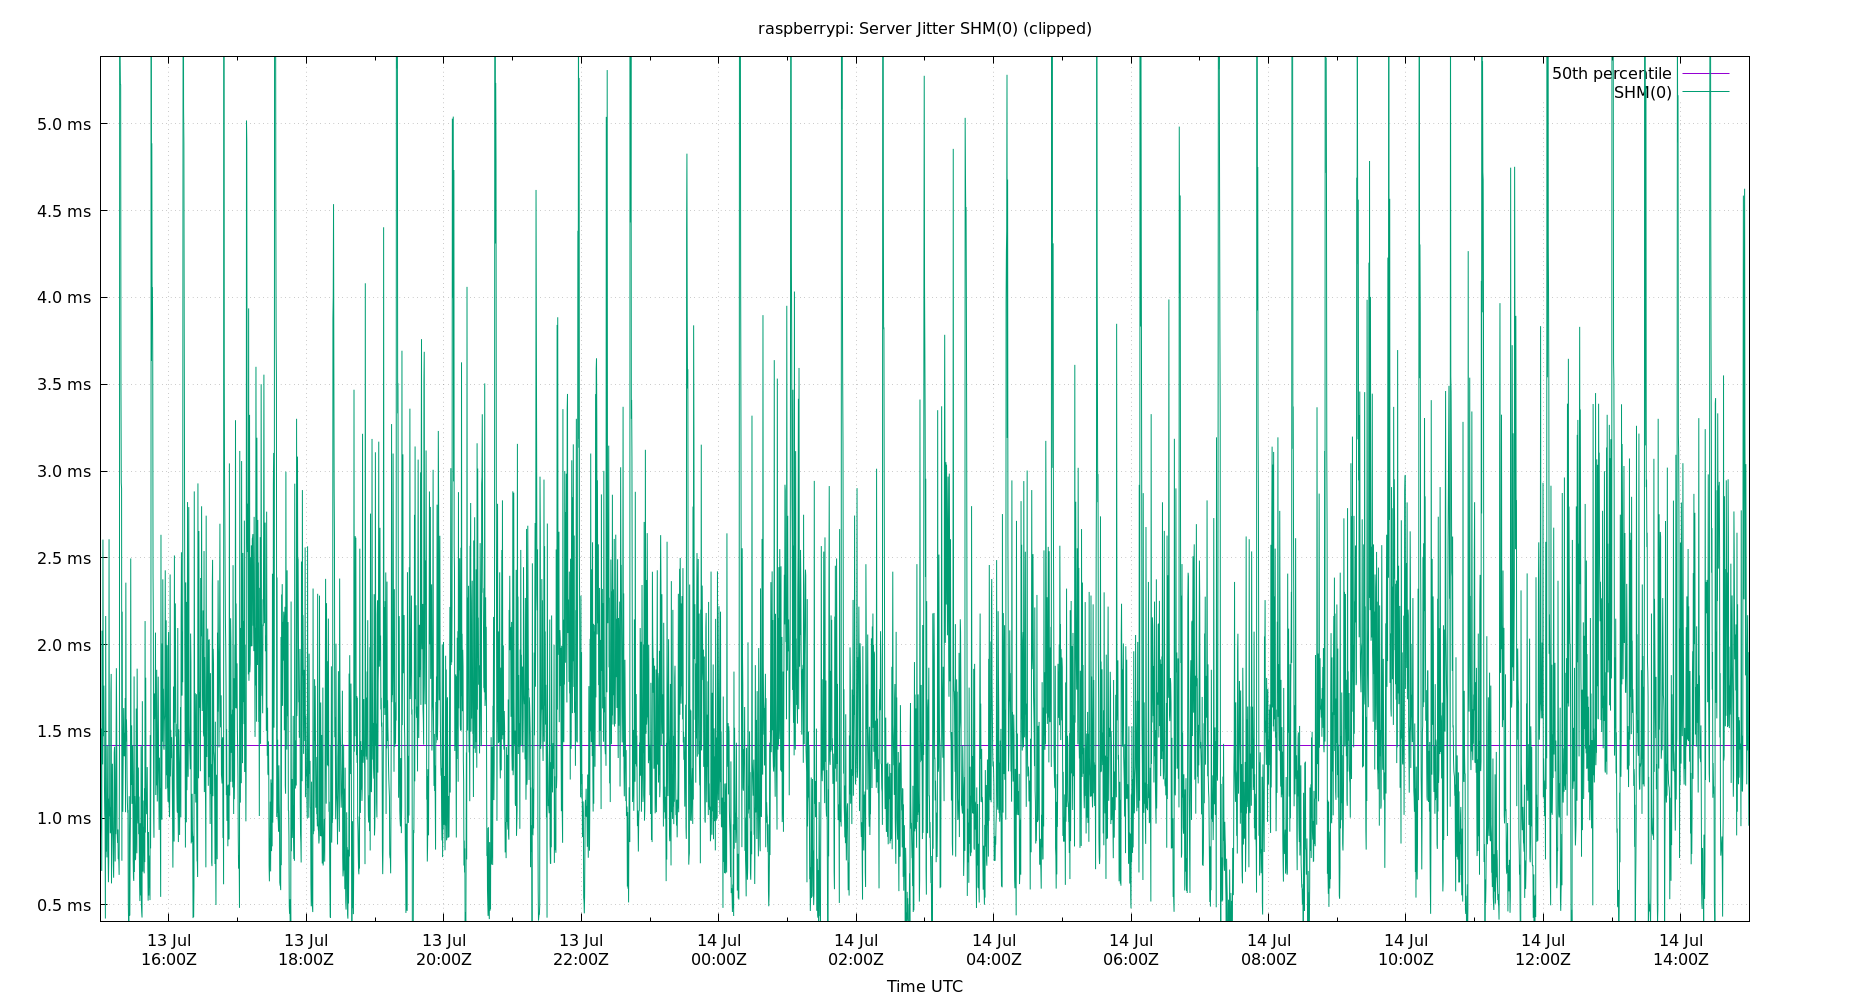 raspberrypi: Server Jitter SHM(0) (clipped)
50th percentile
SHM(0)
5.0 ms
4.5 ms
4.0 ms
3.5 ms
3.0 ms
2.5 ms
2.0 ms
1.5 ms
1.0 ms
0.5 ms
13 Jul 13 Jul 13 Jul 13 Jul 14 Jul 14 Jul 14 Jul 14 Jul 14 Jul 14 Jul 14 Jul 14 Jul
16:00Z 18:00Z 20:00Z 22:00Z 00:00Z 02:00Z 04:00Z 06:00Z 08:00Z 10:00Z 12:00Z 14:00Z
Time UTC